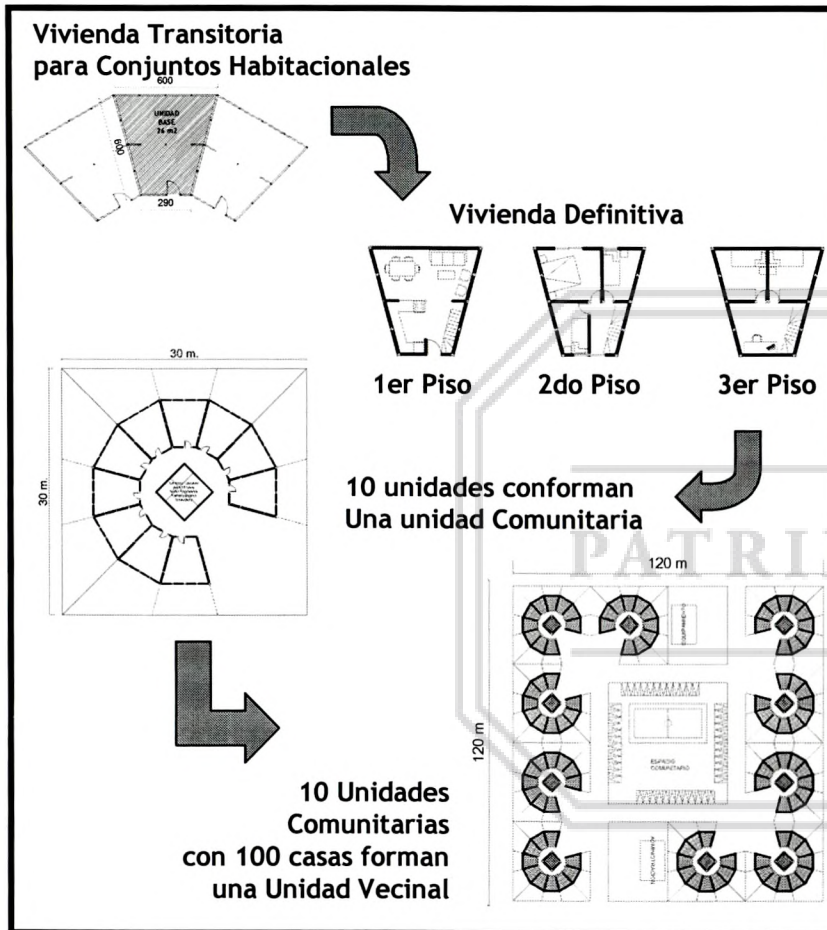 Vivienda Transitoria
para Conjuntos Habitacionales
600
UNIDAD
BASE
26 m2
600
290
Vivienda Definitiva
1er Piso
2do Piso
3er Piso
30 m.
30 m.
10 unidades conforman
Una unidad Comunitaria
PATRI
120 m
120 m
EQUIPAMIENTO
ESPACIO
COMUNITARIO
10 Unidades
Comunitarias
con 100 casas forman
una Unidad Vecinal